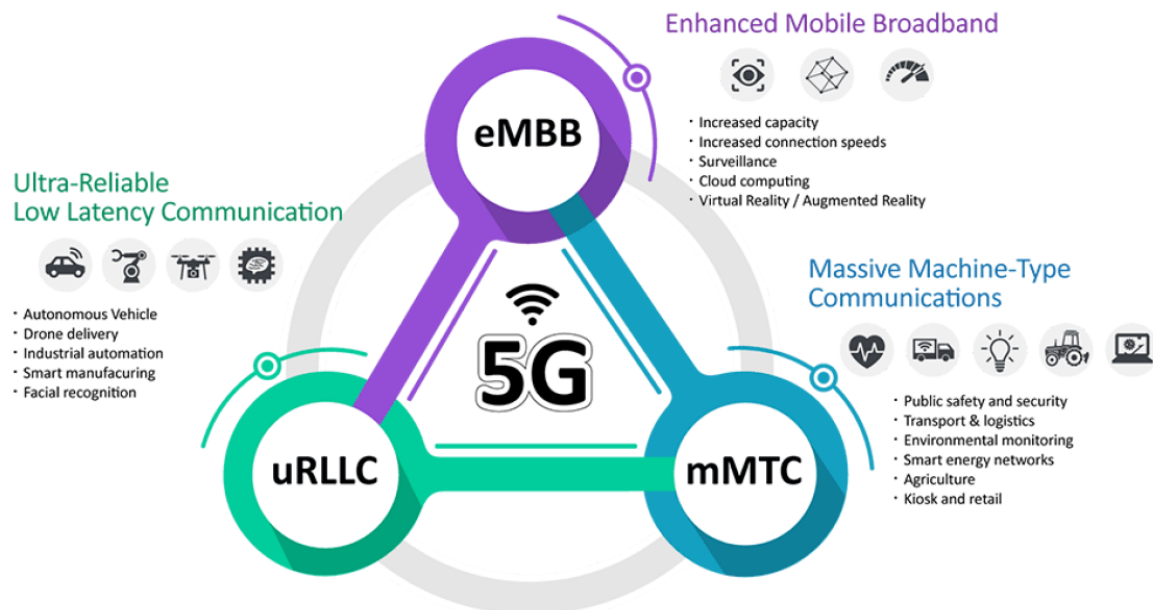 Enhanced Mobile Broadband
· Increased capacity
· Increased connection speeds
· Surveillance
· Cloud computing
· Virtual Reality / Augmented Reality
eMBB
Ultra-Reliable
Low Latency Communication
· Autonomous Vehicle
· Drone delivery
· Industrial automation
· Smart manufacuring
· Facial recognition
5G
Massive Machine-Type
Communications
· Public safety and security
· Transport & logistics
· Environmental monitoring
· Smart energy networks
· Agriculture
· Kiosk and retail
uRLLC
mMTC